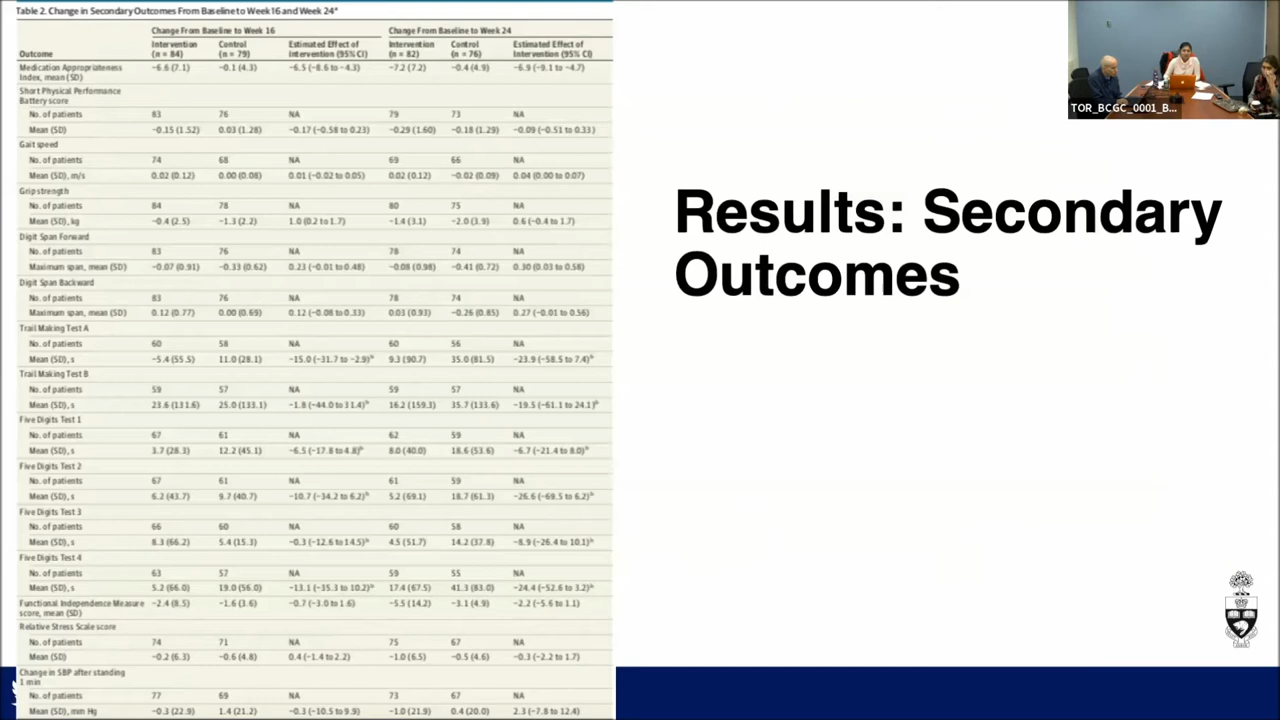 Table 2. Change in Secondary Outcomes From Baseline to Week 16 and Week 24ᵃ
Change From Baseline to Week 16 Change From Baseline to Week 24
Outcome Intervention (n = 84) Control (n = 79) Estimated Effect of Intervention (95% CI) Intervention (n = 82) Control (n = 76) Estimated Effect of Intervention (95% CI)
Medication Appropriateness Index, mean (SD) −6.6 (7.1) −0.1 (4.3) −6.5 (−8.6 to −4.3) −7.2 (7.2) −0.4 (4.9) −6.9 (−9.1 to −4.7)
Short Physical Performance Battery score
No. of patients 83 76 NA 79 73 NA
Mean (SD) −0.15 (1.52) 0.03 (1.28) −0.17 (−0.58 to 0.23) −0.29 (1.60) −0.18 (1.29) −0.09 (−0.51 to 0.33)
Gait speed
No. of patients 74 68 NA 69 66 NA
Mean (SD), m/s 0.02 (0.12) 0.00 (0.08) 0.01 (−0.02 to 0.05) 0.02 (0.12) −0.02 (0.09) 0.04 (0.00 to 0.07)
Grip strength
No. of patients 84 78 NA 80 75 NA
Mean (SD), kg −0.4 (2.5) −1.3 (2.2) 1.0 (0.2 to 1.7) −1.4 (3.1) −2.0 (3.9) 0.6 (−0.4 to 1.7)
Digit Span Forward
No. of patients 83 76 NA 78 74 NA
Maximum span, mean (SD) −0.07 (0.91) −0.33 (0.62) 0.23 (−0.01 to 0.48) −0.08 (0.98) −0.41 (0.72) 0.30 (0.03 to 0.58)
Digit Span Backward
No. of patients 83 76 NA 78 74 NA
Maximum span, mean (SD) 0.12 (0.77) 0.00 (0.69) 0.12 (−0.08 to 0.33) 0.03 (0.93) −0.26 (0.85) 0.27 (−0.01 to 0.56)
Trail Making Test A
No. of patients 60 58 NA 60 56 NA
Mean (SD), s −5.4 (55.5) 11.0 (28.1) −15.0 (−31.7 to −2.9)ᵇ 9.3 (90.7) 35.0 (81.5) −23.9 (−58.5 to 7.4)ᵇ
Trail Making Test B
No. of patients 59 57 NA 59 57 NA
Mean (SD), s 23.6 (131.6) 25.0 (133.1) −1.8 (−44.0 to 31.4)ᵇ 16.2 (159.3) 35.7 (133.6) −19.5 (−61.1 to 24.1)ᵇ
Five Digits Test 1
No. of patients 67 61 NA 62 59 NA
Mean (SD), s 3.7 (28.3) 12.2 (45.1) −6.5 (−17.8 to 4.8)ᵇ 8.0 (40.0) 18.6 (53.6) −6.7 (−21.4 to 8.0)ᵇ
Five Digits Test 2
No. of patients 67 61 NA 61 59 NA
Mean (SD), s 6.2 (43.7) 9.7 (40.7) −10.7 (−34.2 to 6.2)ᵇ 5.2 (69.1) 18.7 (61.3) −26.6 (−69.5 to 6.2)ᵇ
Five Digits Test 3
No. of patients 66 60 NA 60 58 NA
Mean (SD), s 8.3 (66.2) 5.4 (15.3) −0.3 (−12.6 to 14.5)ᵇ 4.5 (51.7) 14.2 (37.8) −8.9 (−26.4 to 10.1)ᵇ
Five Digits Test 4
No. of patients 63 57 NA 59 55 NA
Mean (SD), s 5.2 (66.0) 19.0 (56.0) −13.1 (−35.3 to 10.2)ᵇ 17.4 (67.5) 41.3 (83.0) −24.4 (−52.6 to 3.2)ᵇ
Functional Independence Measure score, mean (SD) −2.4 (8.5) −1.6 (3.6) −0.7 (−3.0 to 1.6) −5.5 (14.2) −3.1 (4.9) −2.2 (−5.6 to 1.1)
Relative Stress Scale score
No. of patients 74 71 NA 75 67 NA
Mean (SD) −0.2 (6.3) −0.6 (4.8) 0.4 (−1.4 to 2.2) −1.0 (6.5) −0.5 (4.6) −0.3 (−2.2 to 1.7)
Change in SBP after standing 1 min
No. of patients 77 69 NA 73 67 NA
Mean (SD), mm Hg −0.3 (22.9) 1.4 (21.2) −0.3 (−10.5 to 9.9) −1.0 (21.9) 0.4 (20.0) 2.3 (−7.8 to 12.4)
TOR_BCGC_0001_B...
Results: Secondary
Outcomes